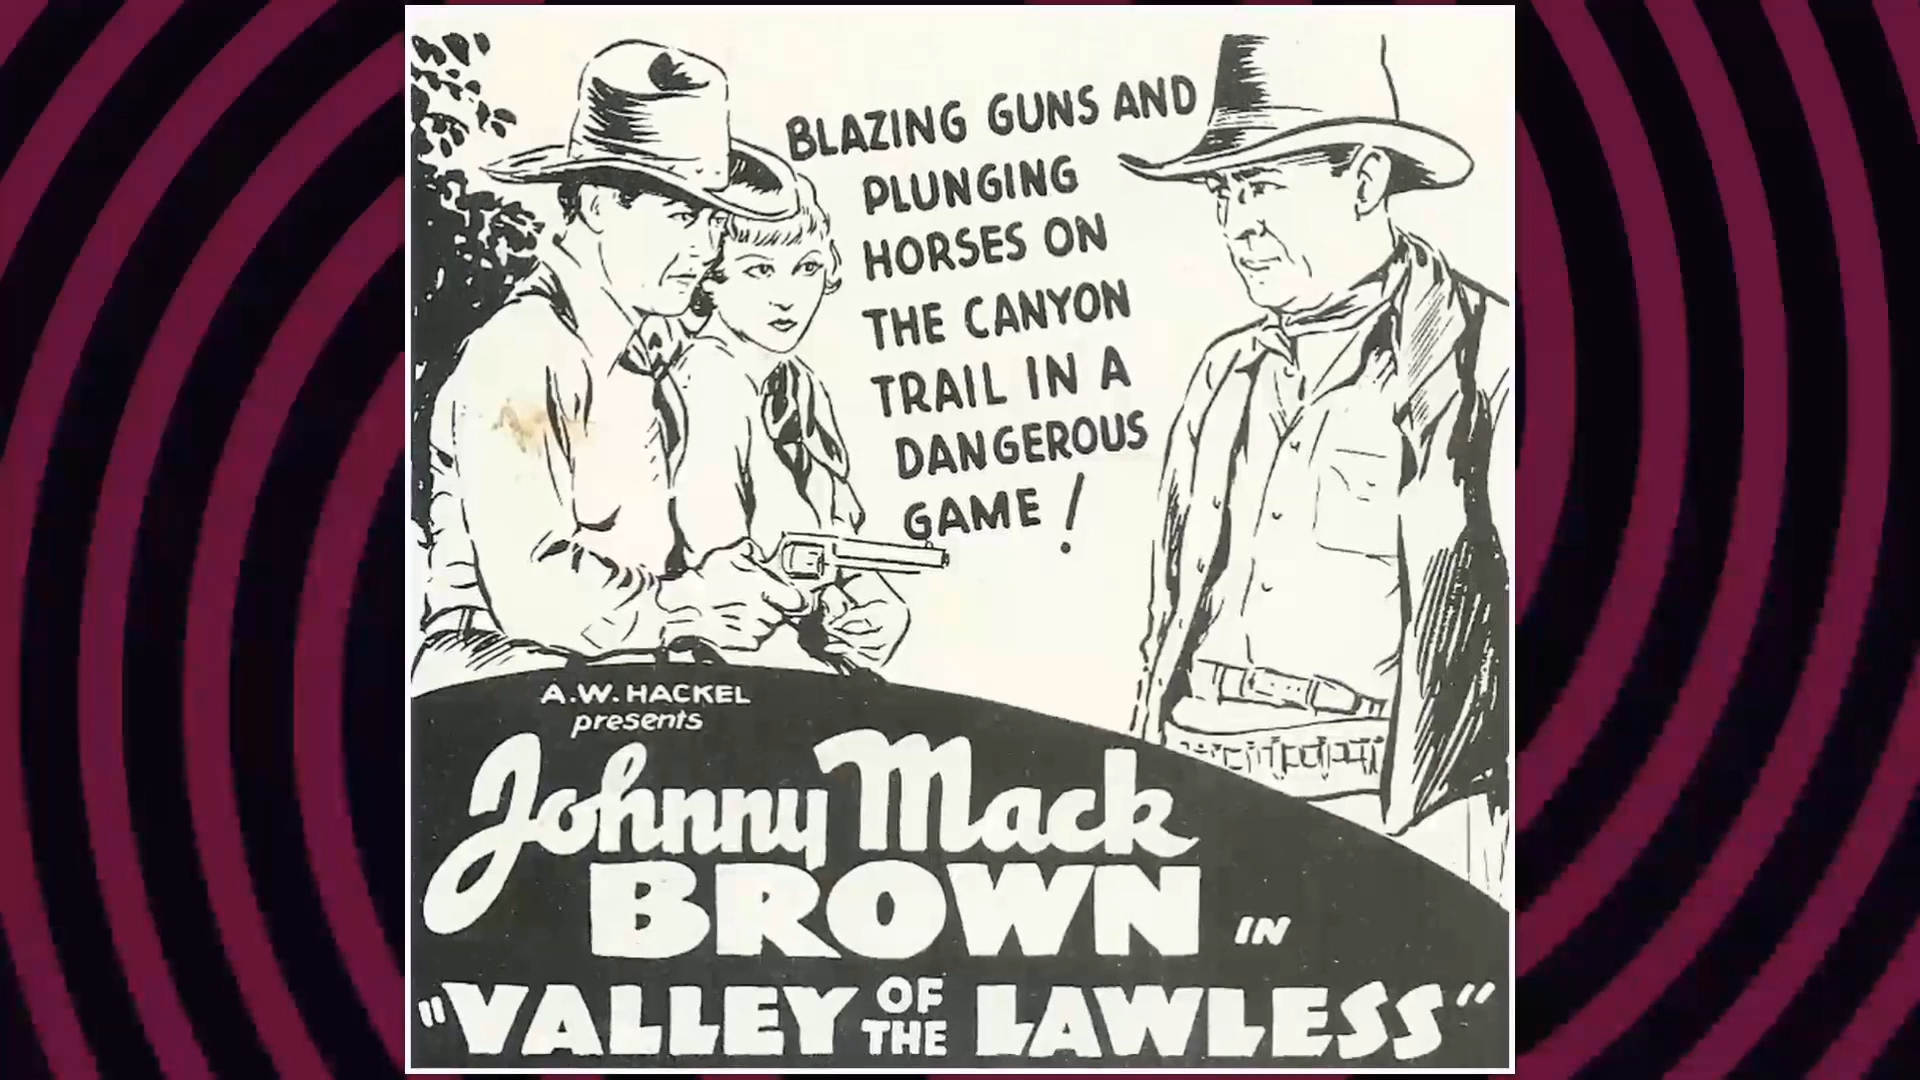 BLAZING GUNS AND
PLUNGING
HORSES ON
THE CANYON
TRAIL IN A
DANGEROUS
GAME!
A.W. HACKEL
presents
Johnny Mack
BROWN IN
"VALLEY OF THE LAWLESS"